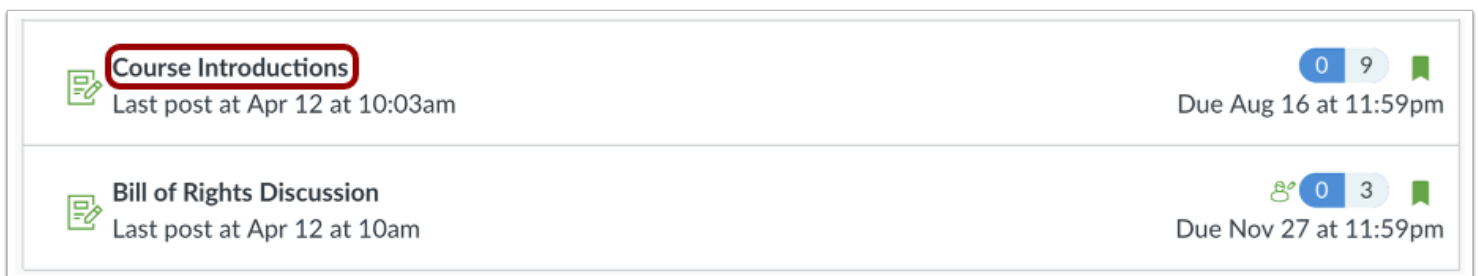 Course Introductions
0 9
Last post at Apr 12 at 10:03am
Due Aug 16 at 11:59pm
Bill of Rights Discussion
0 3
Last post at Apr 12 at 10am
Due Nov 27 at 11:59pm